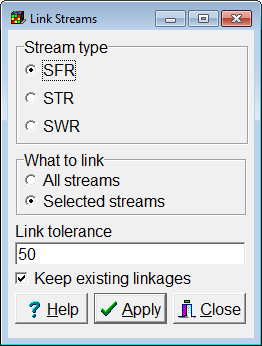 Link Streams
Stream type
SFR
STR
SWR
What to link
All streams
Selected streams
Link tolerance
50
Keep existing linkages
? Help Apply Close